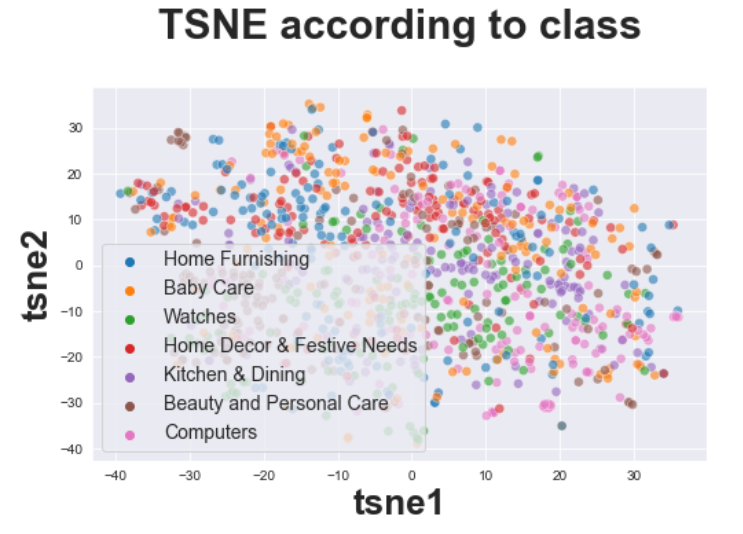 TSNE according to class
tsne2
30
20
10
0
−10
−20
−30
−40
Home Furnishing
Baby Care
Watches
Home Decor & Festive Needs
Kitchen & Dining
Beauty and Personal Care
Computers
−40 −30 −20 −10 0 10 20 30
tsne1